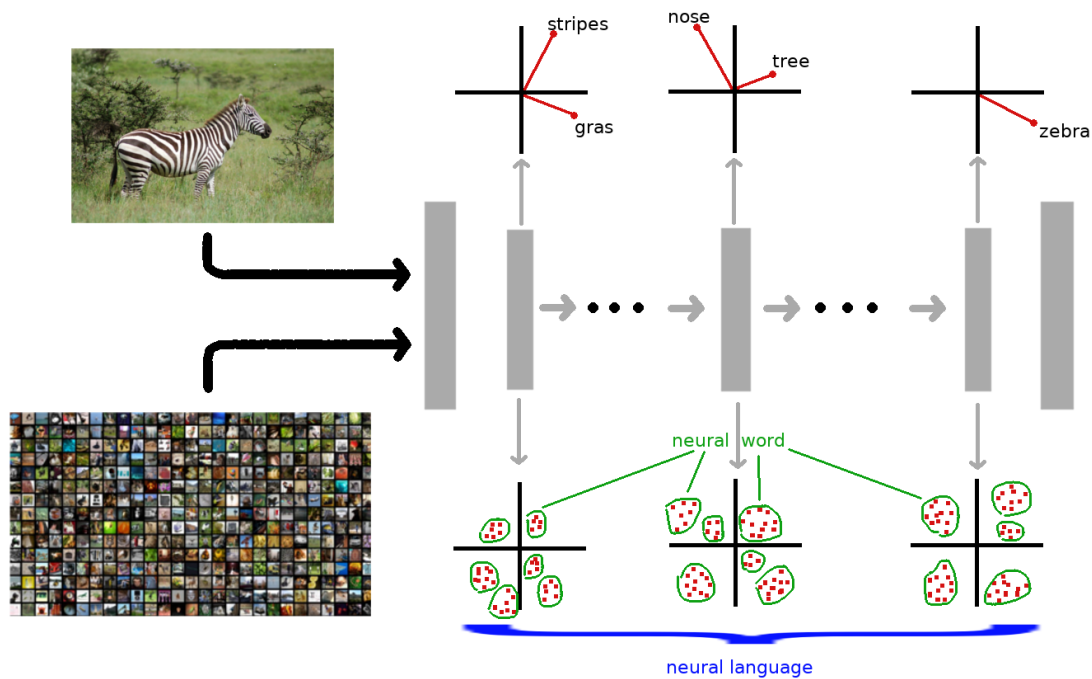 stripes
gras
nose
tree
zebra
neural word
neural language